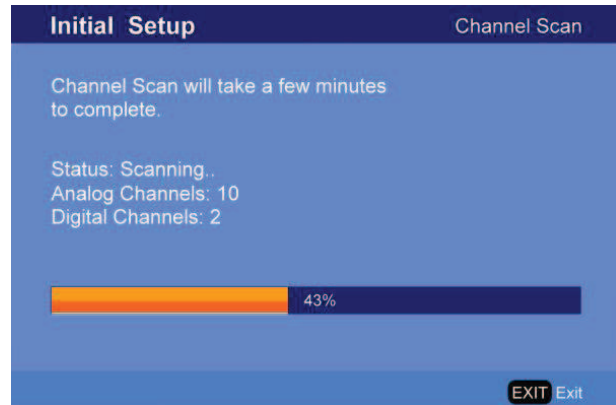 Initial Setup
Channel Scan
Channel Scan will take a few minutes
to complete.
Status: Scanning..
Analog Channels: 10
Digital Channels: 2
43%
EXIT Exit